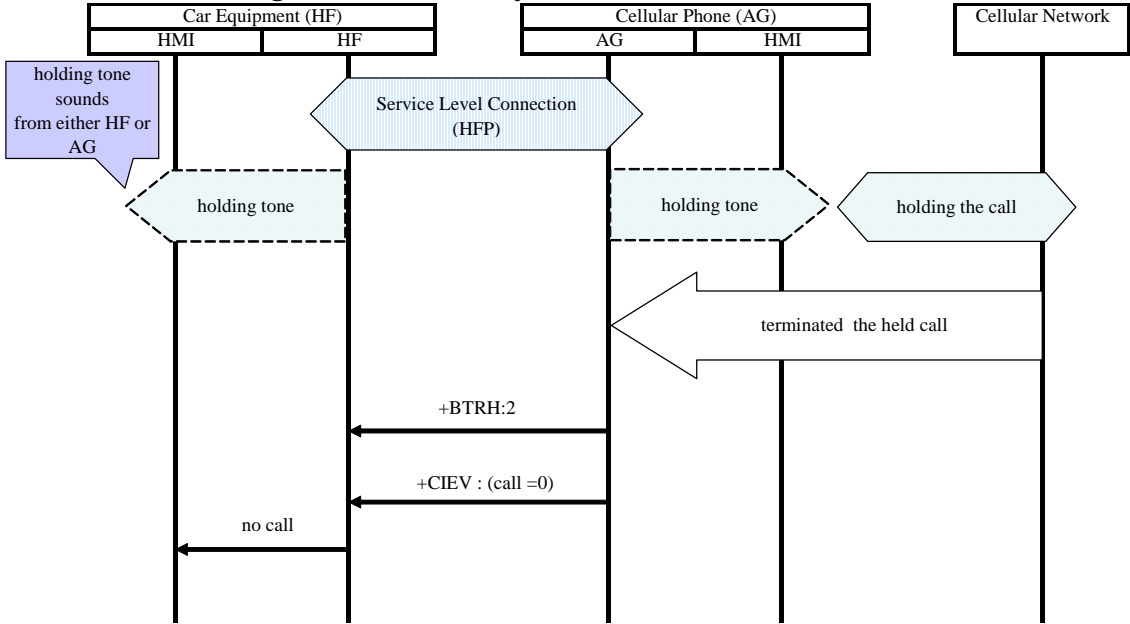 Car Equipment (HF)
Cellular Phone (AG)
Cellular Network
HMI
HF
AG
HMI
holding tone
sounds
from either HF or
AG
Service Level Connection
(HFP)
holding tone
holding tone
holding the call
terminated the held call
+BTRH:2
+CIEV : (call =0)
no call